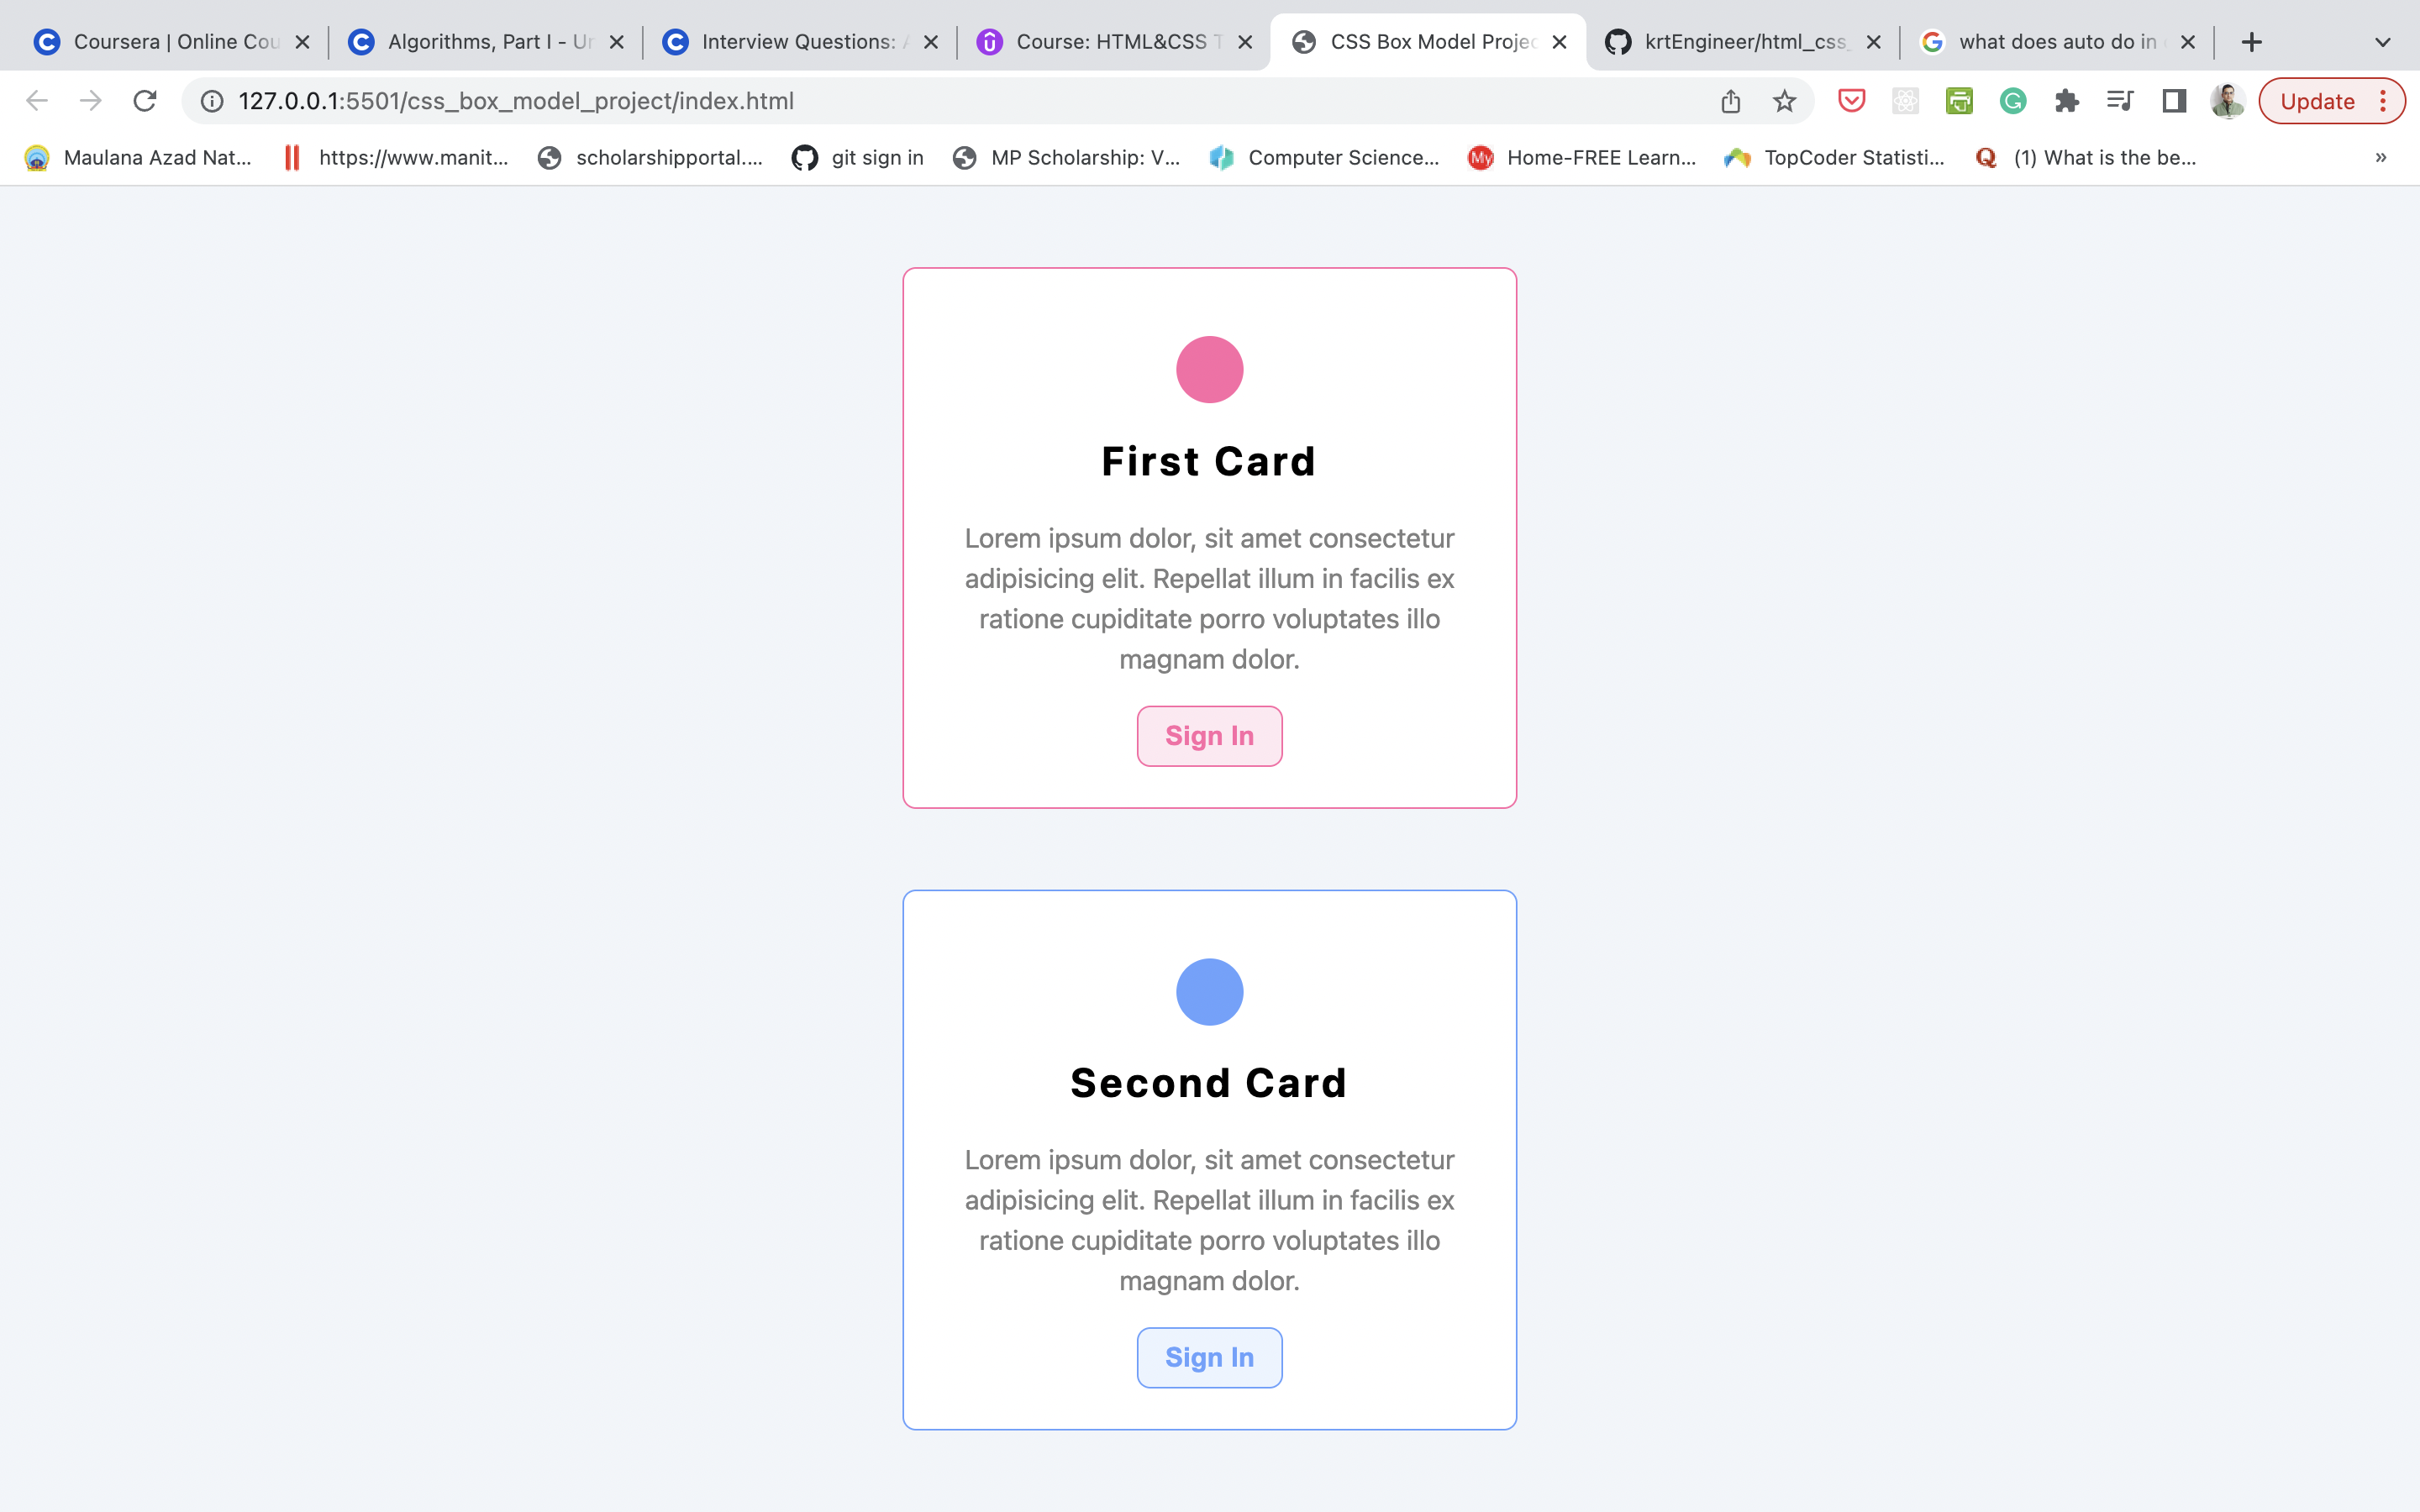 Coursera | Online Cou
Algorithms, Part I - Un
Interview Questions: A
Course: HTML&CSS T
CSS Box Model Projec
krtEngineer/html_css_
what does auto do in
127.0.0.1:5501/css_box_model_project/index.html
Update
Maulana Azad Nat...
https://www.manit...
scholarshipportal....
git sign in
MP Scholarship: V...
Computer Science...
My
Home-FREE Learn...
TopCoder Statisti...
(1) What is the be...
»
First Card
Lorem ipsum dolor, sit amet consectetur
adipisicing elit. Repellat illum in facilis ex
ratione cupiditate porro voluptates illo
magnam dolor.
Sign In
Second Card
Lorem ipsum dolor, sit amet consectetur
adipisicing elit. Repellat illum in facilis ex
ratione cupiditate porro voluptates illo
magnam dolor.
Sign In